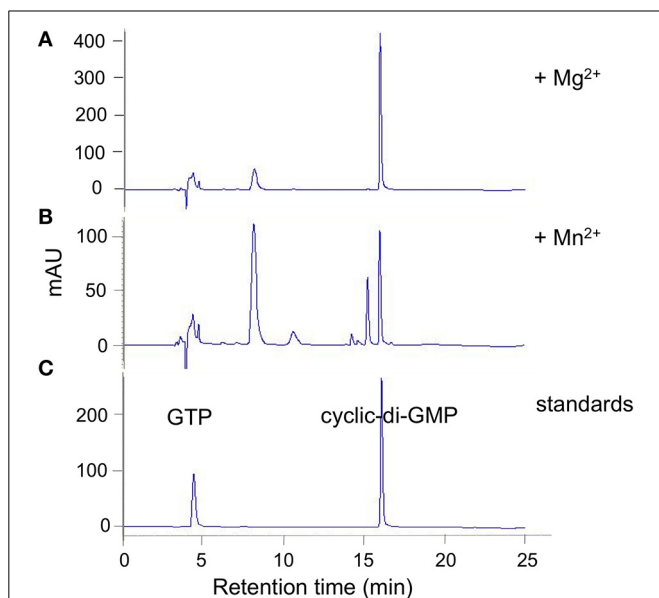 A
400
300
200
100
0
+ Mg²⁺
B
100
50
0
+ Mn²⁺
mAU
C
200
100
0
GTP
cyclic-di-GMP
standards
0 5 10 15 20 25
Retention time (min)